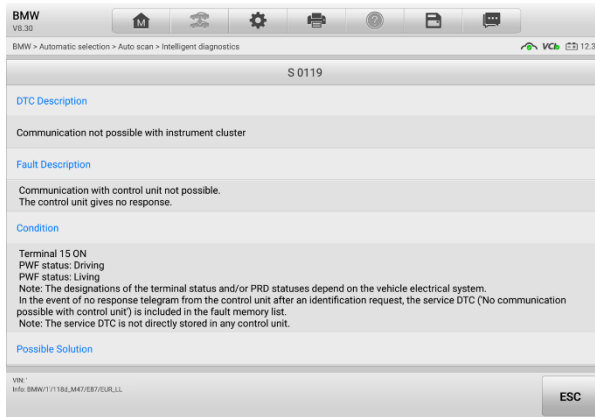 BMW
V8.30
BMW > Automatic selection > Auto scan > Intelligent diagnostics
VCI
12.3
S 0119
DTC Description
Communication not possible with instrument cluster
Fault Description
Communication with control unit not possible.
The control unit gives no response.
Condition
Terminal 15 ON
PWF status: Driving
PWF status: Living
Note: The designations of the terminal status and/or PRD statuses depend on the vehicle electrical system.
In the event of no response telegram from the control unit after an identification request, the service DTC ('No communication
possible with control unit') is included in the fault memory list.
Note: The service DTC is not directly stored in any control unit.
Possible Solution
VIN:
Info: BMW/1'/118d_M47/E87/EUR_LL
ESC